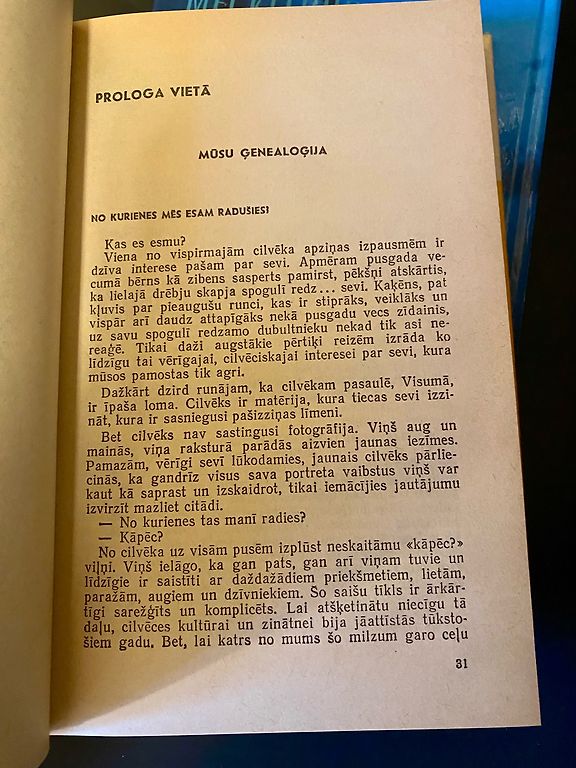 PROLOGA VIETĀ
MŪSU ĢENEALOĢIJA
NO KURIENES MĒS ESAM RADUŠIES?
Kas es esmu?
Viena no vispirmajām cilvēka apziņas izpausmēm ir
dzīva interese pašam par sevi. Apmēram pusgada ve-
cumā bērns kā zibens sasperts pamirst, pēkšņi atskārtis,
ka lielajā drēbju skapja spogulī redz... sevi. Kaķēns, pat
kļuvis par pieaugušu runci, kas ir stiprāks, veiklāks un
vispār arī daudz attapīgāks nekā pusgadu vecs zīdainis,
uz savu spogulī redzamo dubultnieku nekad tik asi ne-
reaģē. Tikai daži augstākie pērtiķi reizēm izrāda ko
līdzīgu tai vērīgajai, cilvēciskajai interesei par sevi, kura
mūsos pamostas tik agri.
Dažkārt dzird runājam, ka cilvēkam pasaulē, Visumā,
ir īpaša loma. Cilvēks ir matērija, kura tiecas sevi izzi-
nāt, kura ir sasniegusi pašizziņas līmeni.
Bet cilvēks nav sastingusi fotogrāfija. Viņš aug un
mainās, viņa raksturā parādās aizvien jaunas iezīmes.
Pamazām, vērīgi sevī lūkodamies, jaunais cilvēks pārlie-
cinās, ka gandrīz visus sava portreta vaibstus viņš var
kaut kā saprast un izskaidrot, tikai iemācījies jautājumu
izvirzīt mazliet citādi.
— No kurienes tas manī radies?
— Kāpēc?
No cilvēka uz visām pusēm izplūst neskaitāmu «kāpēc?»
viļņi. Viņš ielāgo, ka gan pats, gan arī viņam tuvie un
līdzīgie ir saistīti ar daždažādiem priekšmetiem, lietām,
paražām, augiem un dzīvniekiem. Šo saišu tīkls ir ārkār-
tīgi sarežģīts un komplicēts. Lai atšķetinātu niecīgu tā
daļu, cilvēces kultūrai un zinātnei bija jāattīstās tūksto-
šiem gadu. Bet, lai katrs no mums šo milzum garo ceļu
31